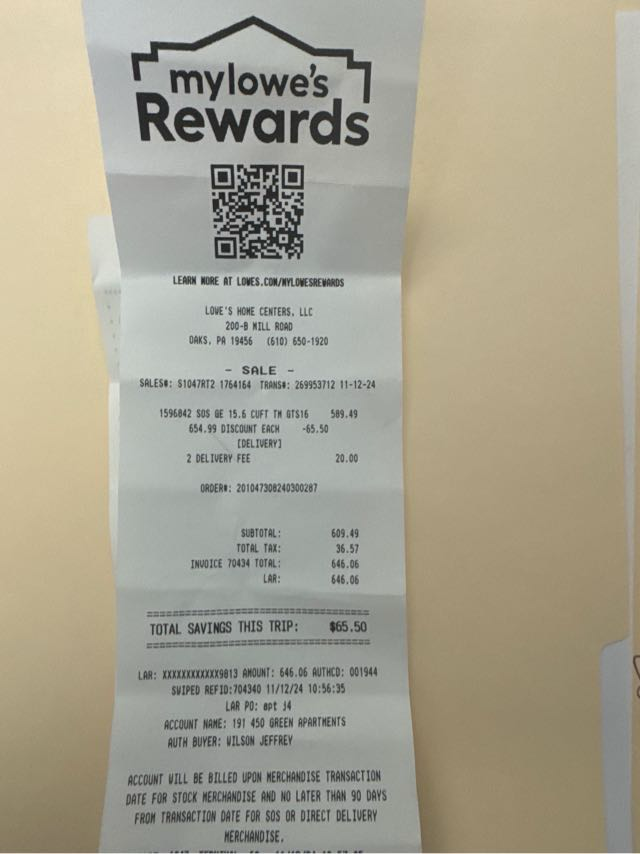 mylowe's
Rewards
LEARN MORE AT LOWES.COM/MYLOWESREWARDS
LOWE'S HOME CENTERS, LLC
200-B MILL ROAD
OAKS, PA 19456 (610) 650-1920
- SALE -
SALES#: S1047RT2 1764164 TRANS#: 269953712 11-12-24
1596842 SOS GE 15.6 CUFT TM GTS16 589.49
654.99 DISCOUNT EACH -65.50
[DELIVERY]
2 DELIVERY FEE 20.00
ORDER#: 201047308240300287
SUBTOTAL: 609.49
TOTAL TAX: 36.57
INVOICE 70434 TOTAL: 646.06
LAR: 646.06
TOTAL SAVINGS THIS TRIP: $65.50
LAR: XXXXXXXXXXXX9813 AMOUNT: 646.06 AUTHCD: 001944
SWIPED REFID:704340 11/12/24 10:56:35
LAR PO: apt j4
ACCOUNT NAME: 191 450 GREEN APARTMENTS
AUTH BUYER: WILSON JEFFREY
ACCOUNT WILL BE BILLED UPON MERCHANDISE TRANSACTION
DATE FOR STOCK MERCHANDISE AND NO LATER THAN 90 DAYS
FROM TRANSACTION DATE FOR SOS OR DIRECT DELIVERY
MERCHANDISE.